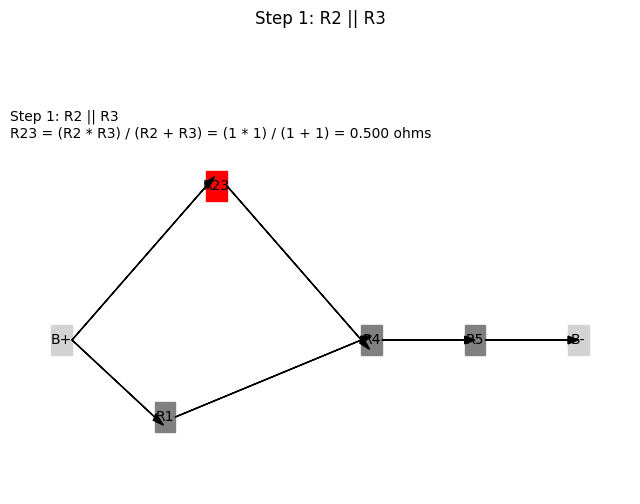 Step 1: R2 || R3
Step 1: R2 || R3
R23 = (R2 * R3) / (R2 + R3) = (1 * 1) / (1 + 1) = 0.500 ohms
R23
B+
R4
R5
B-
R1